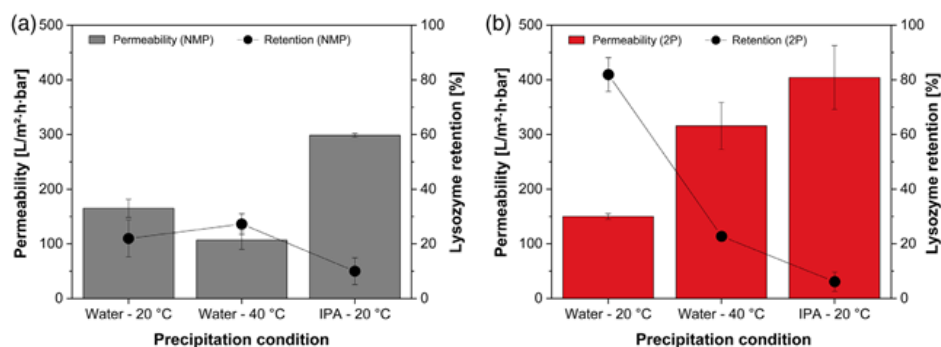 (a)
Permeability (NMP)
Retention (NMP)
Permeability [L/m²·h·bar]
500
400
300
200
100
0
100
80
60
40
20
0
Lysozyme retention [%]
Water - 20 °C
Water - 40 °C
IPA - 20 °C
Precipitation condition
(b)
Permeability (2P)
Retention (2P)
Permeability [L/m²·h·bar]
500
400
300
200
100
0
100
80
60
40
20
0
Lysozyme retention [%]
Water - 20 °C
Water - 40 °C
IPA - 20 °C
Precipitation condition